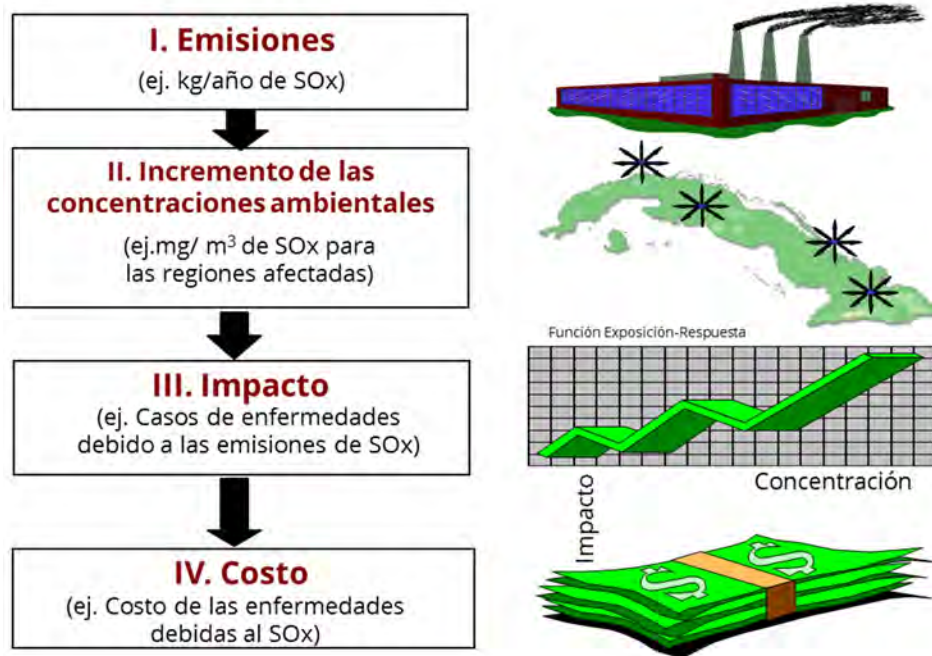 I. Emisiones
(ej. kg/año de SOx)
II. Incremento de las
concentraciones ambientales
(ej.mg/ m³ de SOx para
las regiones afectadas)
Función Exposición-Respuesta
III. Impacto
(ej. Casos de enfermedades
debido a las emisiones de SOx)
Impacto
Concentración
IV. Costo
(ej. Costo de las enfermedades
debidas al SOx)
$ $